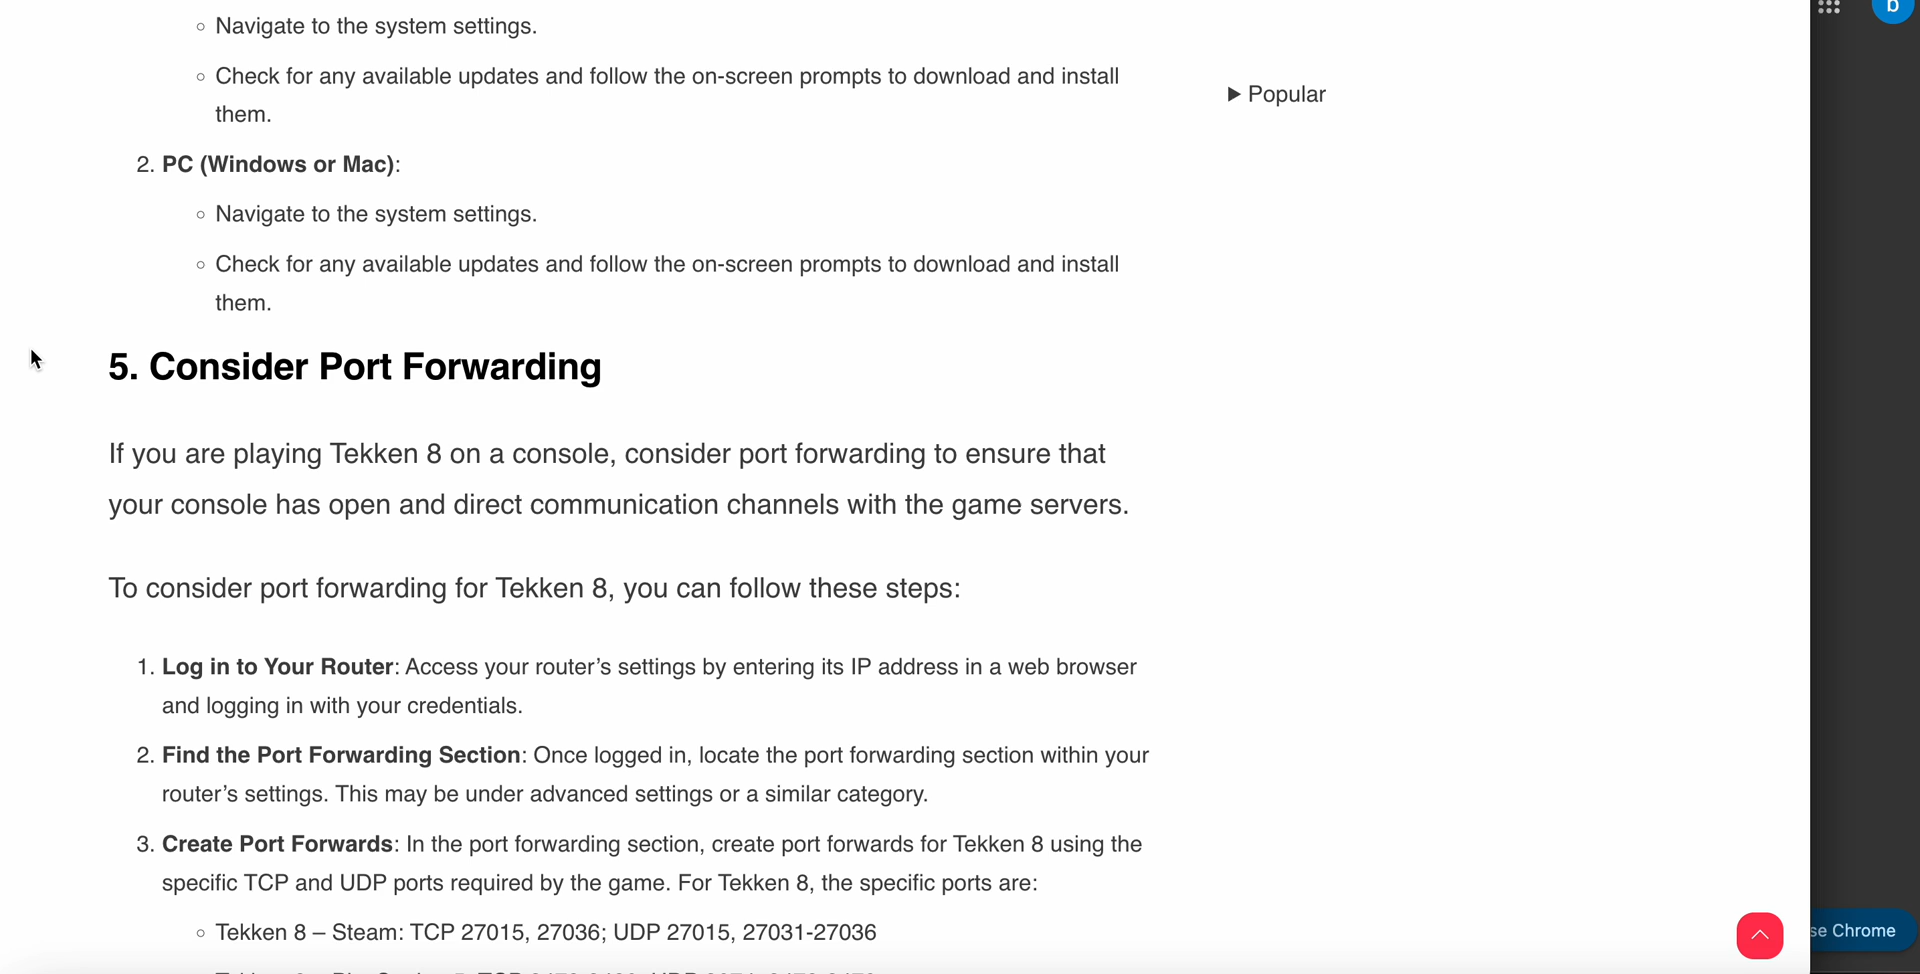 Navigate to the system settings.
Check for any available updates and follow the on-screen prompts to download and install
them.
Popular
2. PC (Windows or Mac):
Navigate to the system settings.
Check for any available updates and follow the on-screen prompts to download and install
them.
5. Consider Port Forwarding
If you are playing Tekken 8 on a console, consider port forwarding to ensure that
your console has open and direct communication channels with the game servers.
To consider port forwarding for Tekken 8, you can follow these steps:
1. Log in to Your Router: Access your router’s settings by entering its IP address in a web browser
and logging in with your credentials.
2. Find the Port Forwarding Section: Once logged in, locate the port forwarding section within your
router’s settings. This may be under advanced settings or a similar category.
3. Create Port Forwards: In the port forwarding section, create port forwards for Tekken 8 using the
specific TCP and UDP ports required by the game. For Tekken 8, the specific ports are:
Tekken 8 – Steam: TCP 27015, 27036; UDP 27015, 27031-27036
b
se Chrome